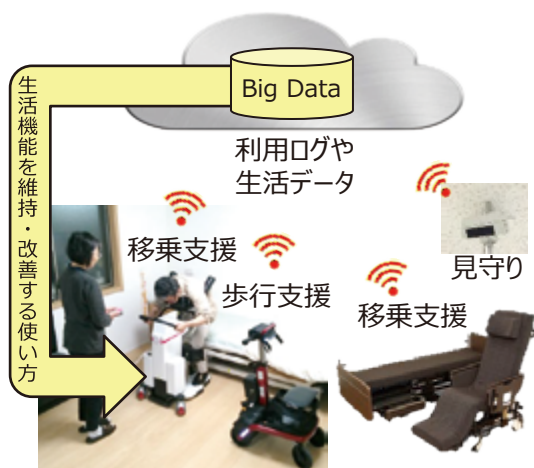 Big Data
利用ログや
生活データ
生活機能を維持・改善する使い方
移乗支援
歩行支援
移乗支援
見守り